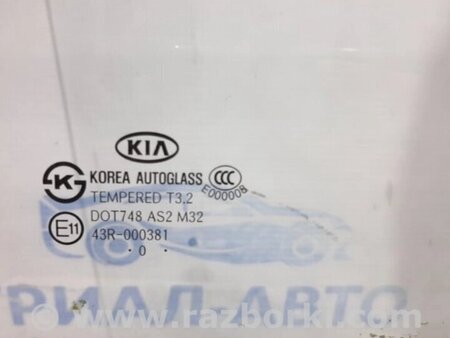 KIA
K
KOREA AUTOGLASS CCC
E000008
TEMPERED T3.2
DOT748 AS2 M32
E11
43R-000381
· 0 ·
ТРИАЛ-АВТО
www.razborki.com